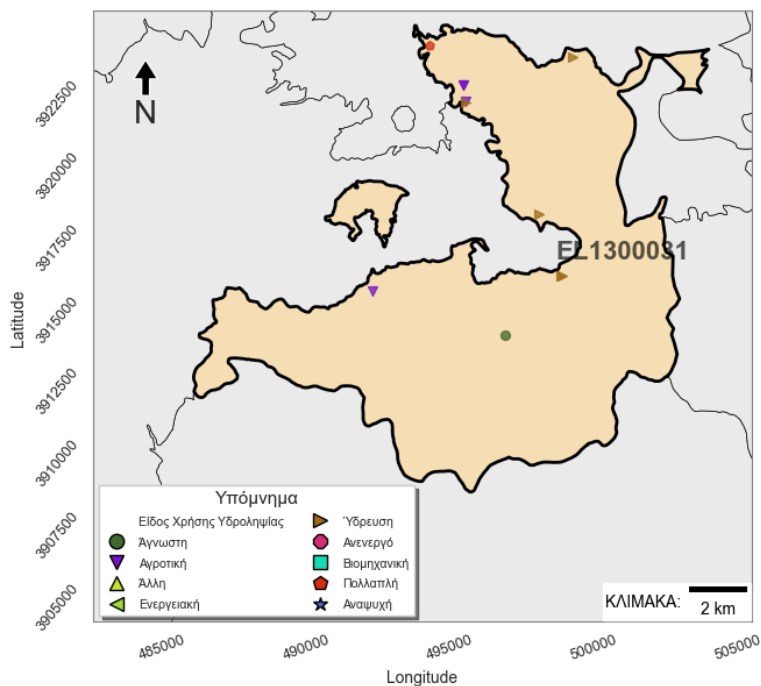 N
EL1300031
3922500
3920000
3917500
3915000
3912500
3910000
3907500
3905000
Latitude
Υπόμνημα
Είδος Χρήσης Υδροληψίας
Άγνωστη
Αγροτική
Άλλη
Ενεργειακή
Ύδρευση
Ανενεργό
Βιομηχανική
Πολλαπλή
Αναψυχή
ΚΛΙΜΑΚΑ:
2 km
485000
490000
495000
500000
505000
Longitude